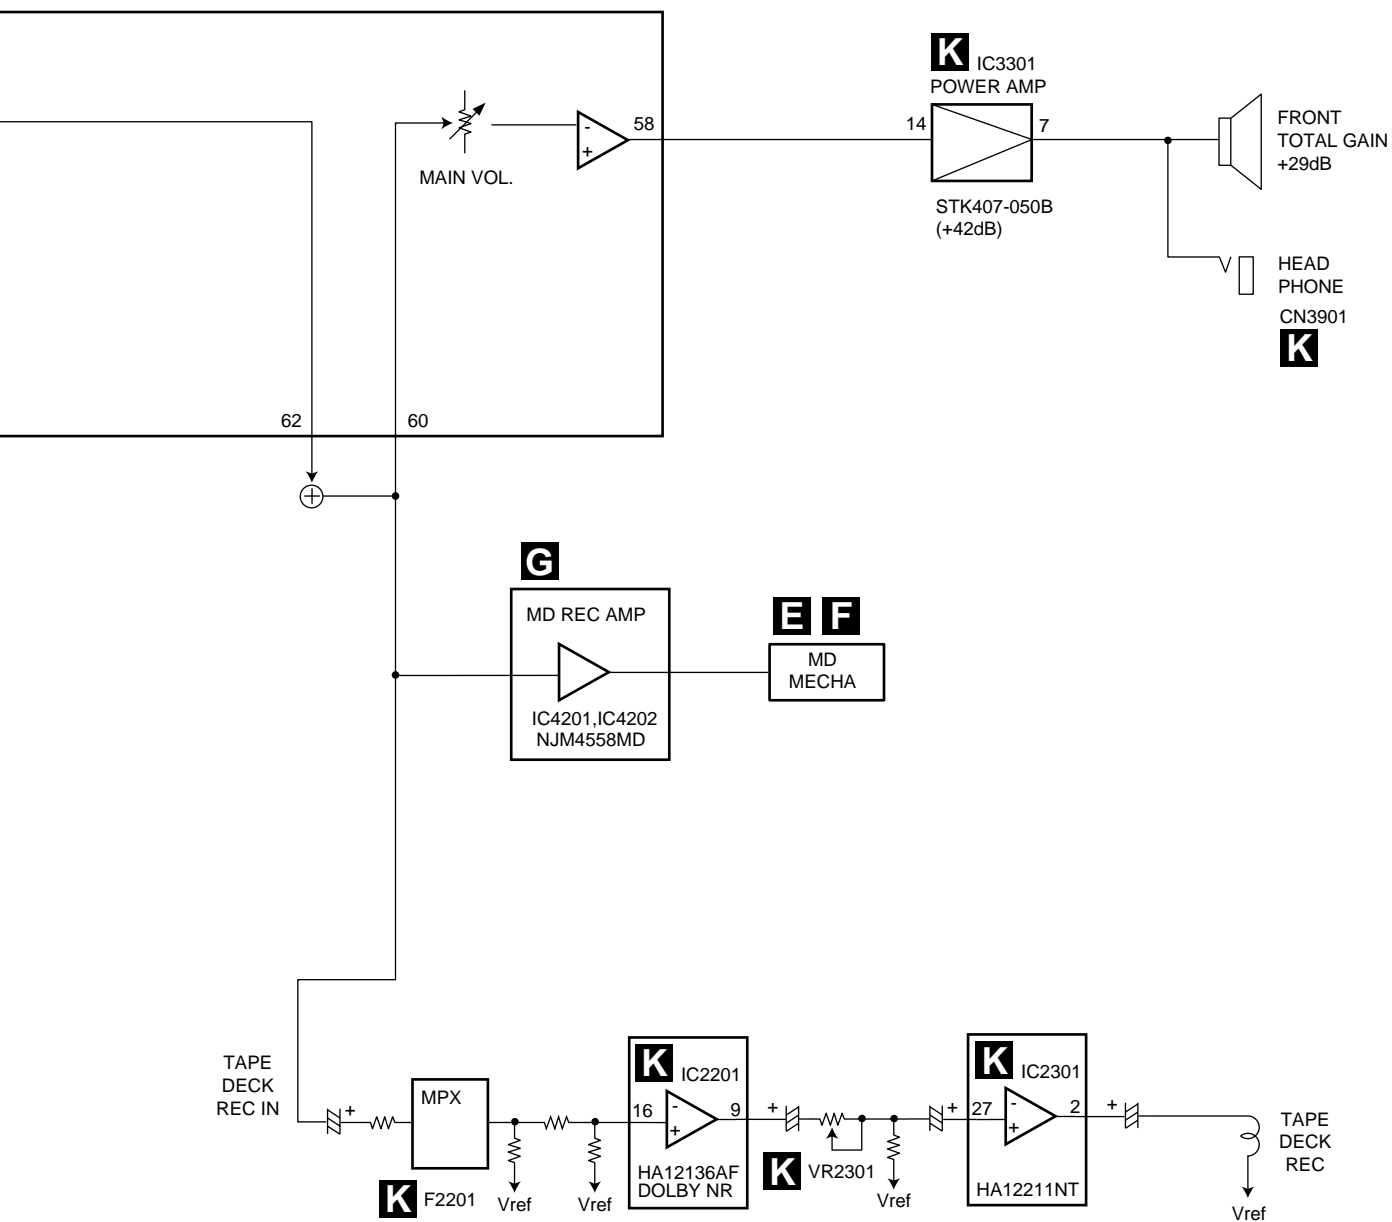 K IC3301
POWER AMP
14
7
STK407-050B
(+42dB)
FRONT
TOTAL GAIN
+29dB
HEAD
PHONE
CN3901
K
MAIN VOL.
-
+
58
62
60
G
MD REC AMP
IC4201,IC4202
NJM4558MD
E F
MD
MECHA
TAPE
DECK
REC IN
+
MPX
K F2201
Vref
Vref
K IC2201
16
-
+
9
HA12136AF
DOLBY NR
+
K VR2301
Vref
+
K IC2301
27
-
+
2
HA12211NT
+
TAPE
DECK
REC
Vref